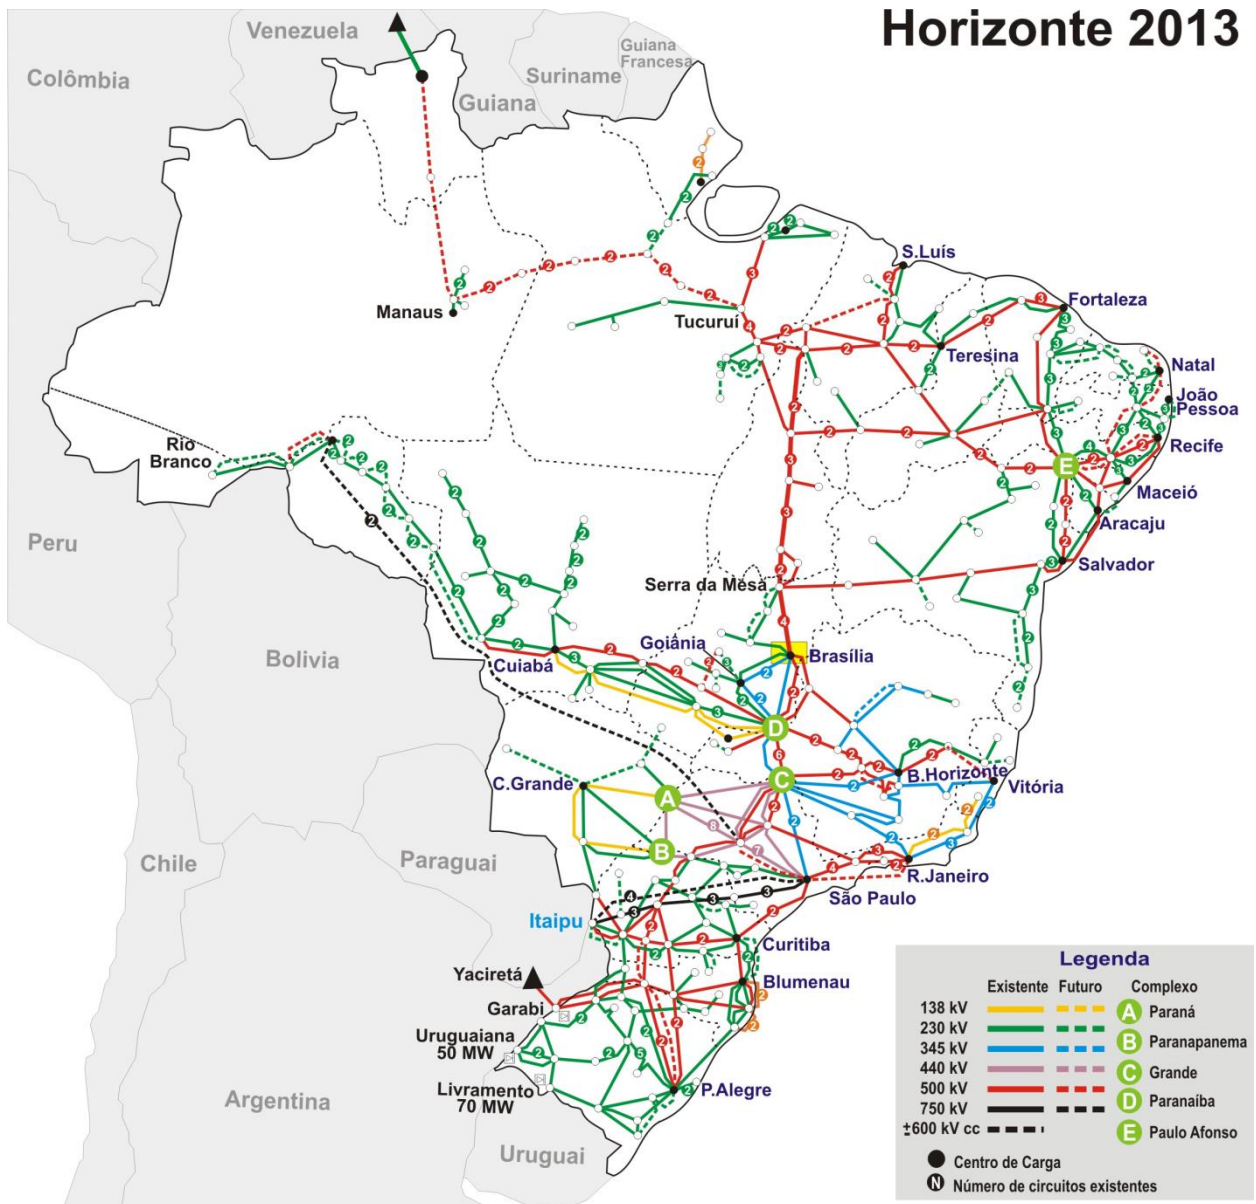 Horizonte 2013
Venezuela
Guiana
Francesa
Colômbia
Suriname
Guiana
S.Luís
Fortaleza
Manaus
Tucuruí
Teresina
Natal
João
Pessoa
Rio
Branco
Recife
E
Maceió
Aracaju
Peru
Salvador
Serra da Mesa
Goiânia
Brasília
Bolivia
Cuiabá
D
C
B.Horizonte
Vitória
C.Grande
A
B
Chile
Paraguai
R.Janeiro
São Paulo
Itaipu
Curitiba
Yaciretá
Blumenau
Garabi
Uruguaiana
50 MW
Livramento
70 MW
P.Alegre
Argentina
Uruguai
Legenda
Existente Futuro Complexo
138 kV A Paraná
230 kV
345 kV B Paranapanema
440 kV C Grande
500 kV D Paranaíba
750 kV
±600 kV cc E Paulo Afonso
Centro de Carga
N Número de circuitos existentes